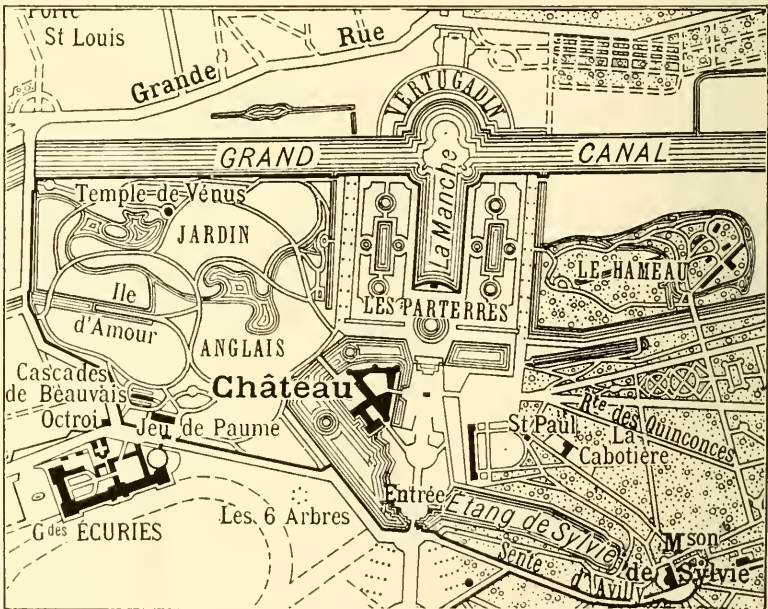 Porte
St Louis
Grande Rue
VERTUGADIN
GRAND CANAL
La Manche
Temple de Vénus
JARDIN
LE HAMEAU
Ile
d'Amour
LES PARTERRES
ANGLAIS
Cascades
de Bèauvais
Château
Octroi
Jeu de Paume
Rte des Quinconces
St Paul
La
Cabotière
Entrée
Etang de Sylvie
Gdes ÉCURIES
Les 6 Arbres
Sente
d'Avilly
Mson
de Sylvie